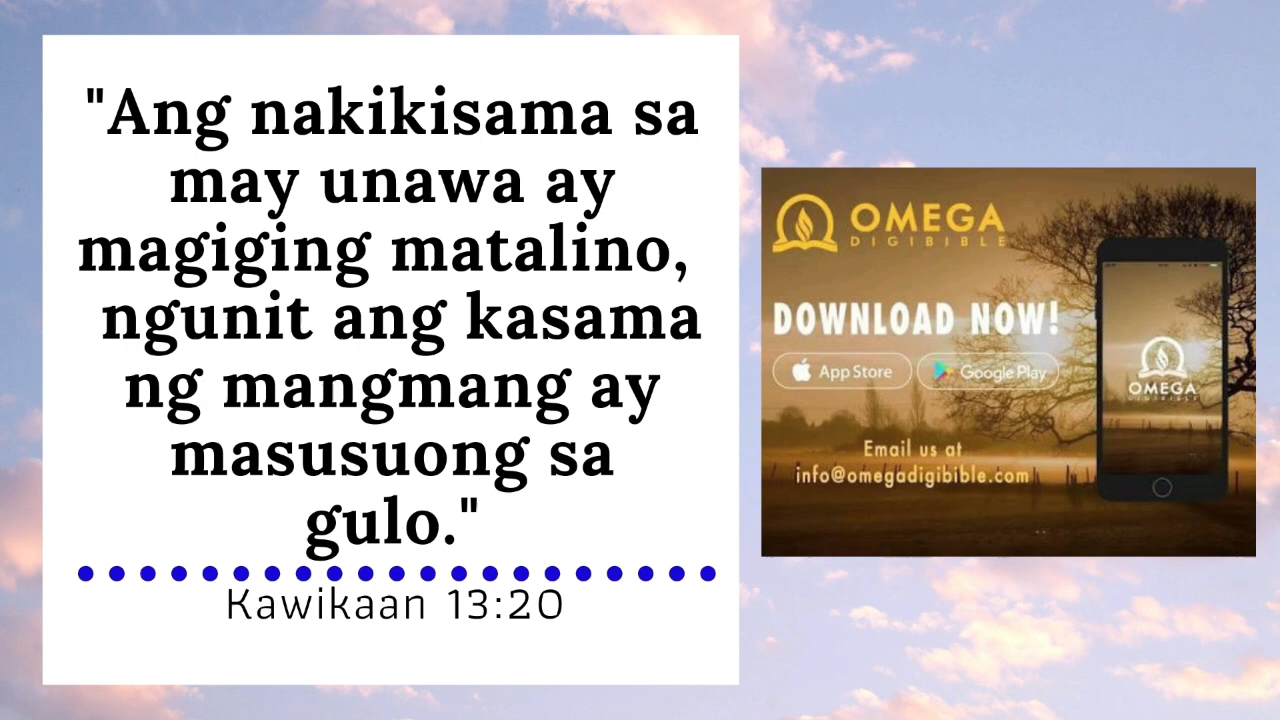 "Ang nakikisama sa
may unawa ay
magiging matalino,
ngunit ang kasama
ng mangmang ay
masusuong sa
gulo."
Kawikaan 13:20
OMEGA
DIGIBIBLE
DOWNLOAD NOW!
App Store
Google Play
Email us at
info@omegadigibible.com
OMEGA
DIGIBIBLE